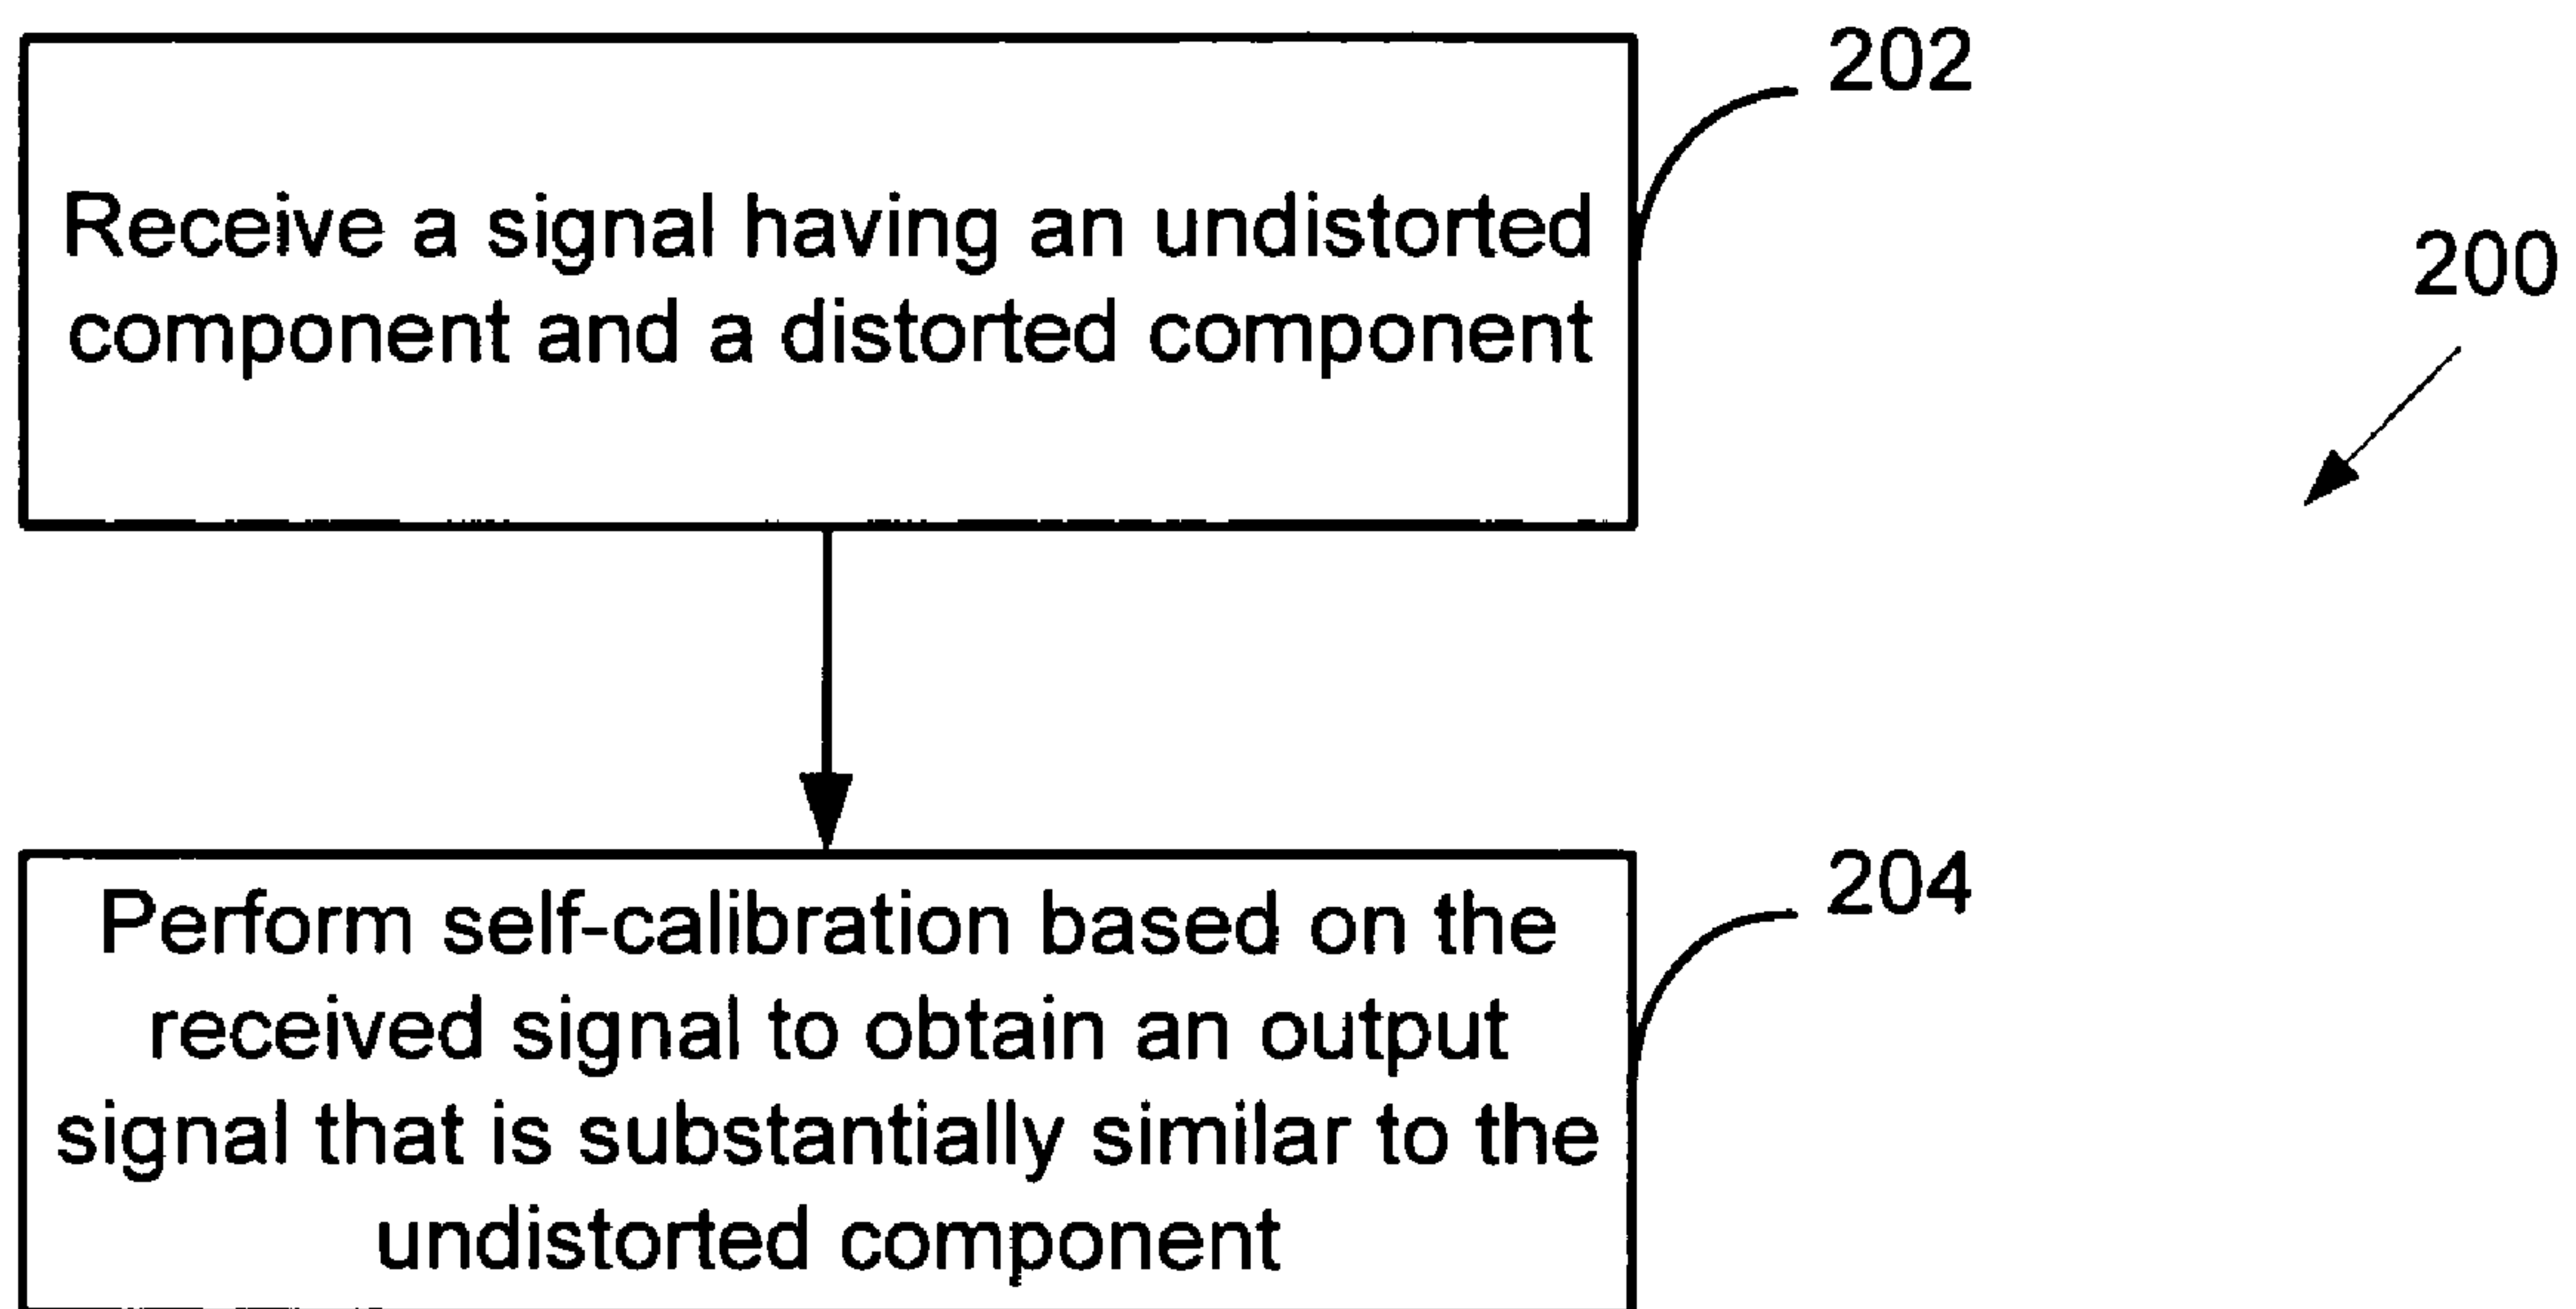 202
Receive a signal having an undistorted
component and a distorted component
200
204
Perform self-calibration based on the
received signal to obtain an output
signal that is substantially similar to the
undistorted component